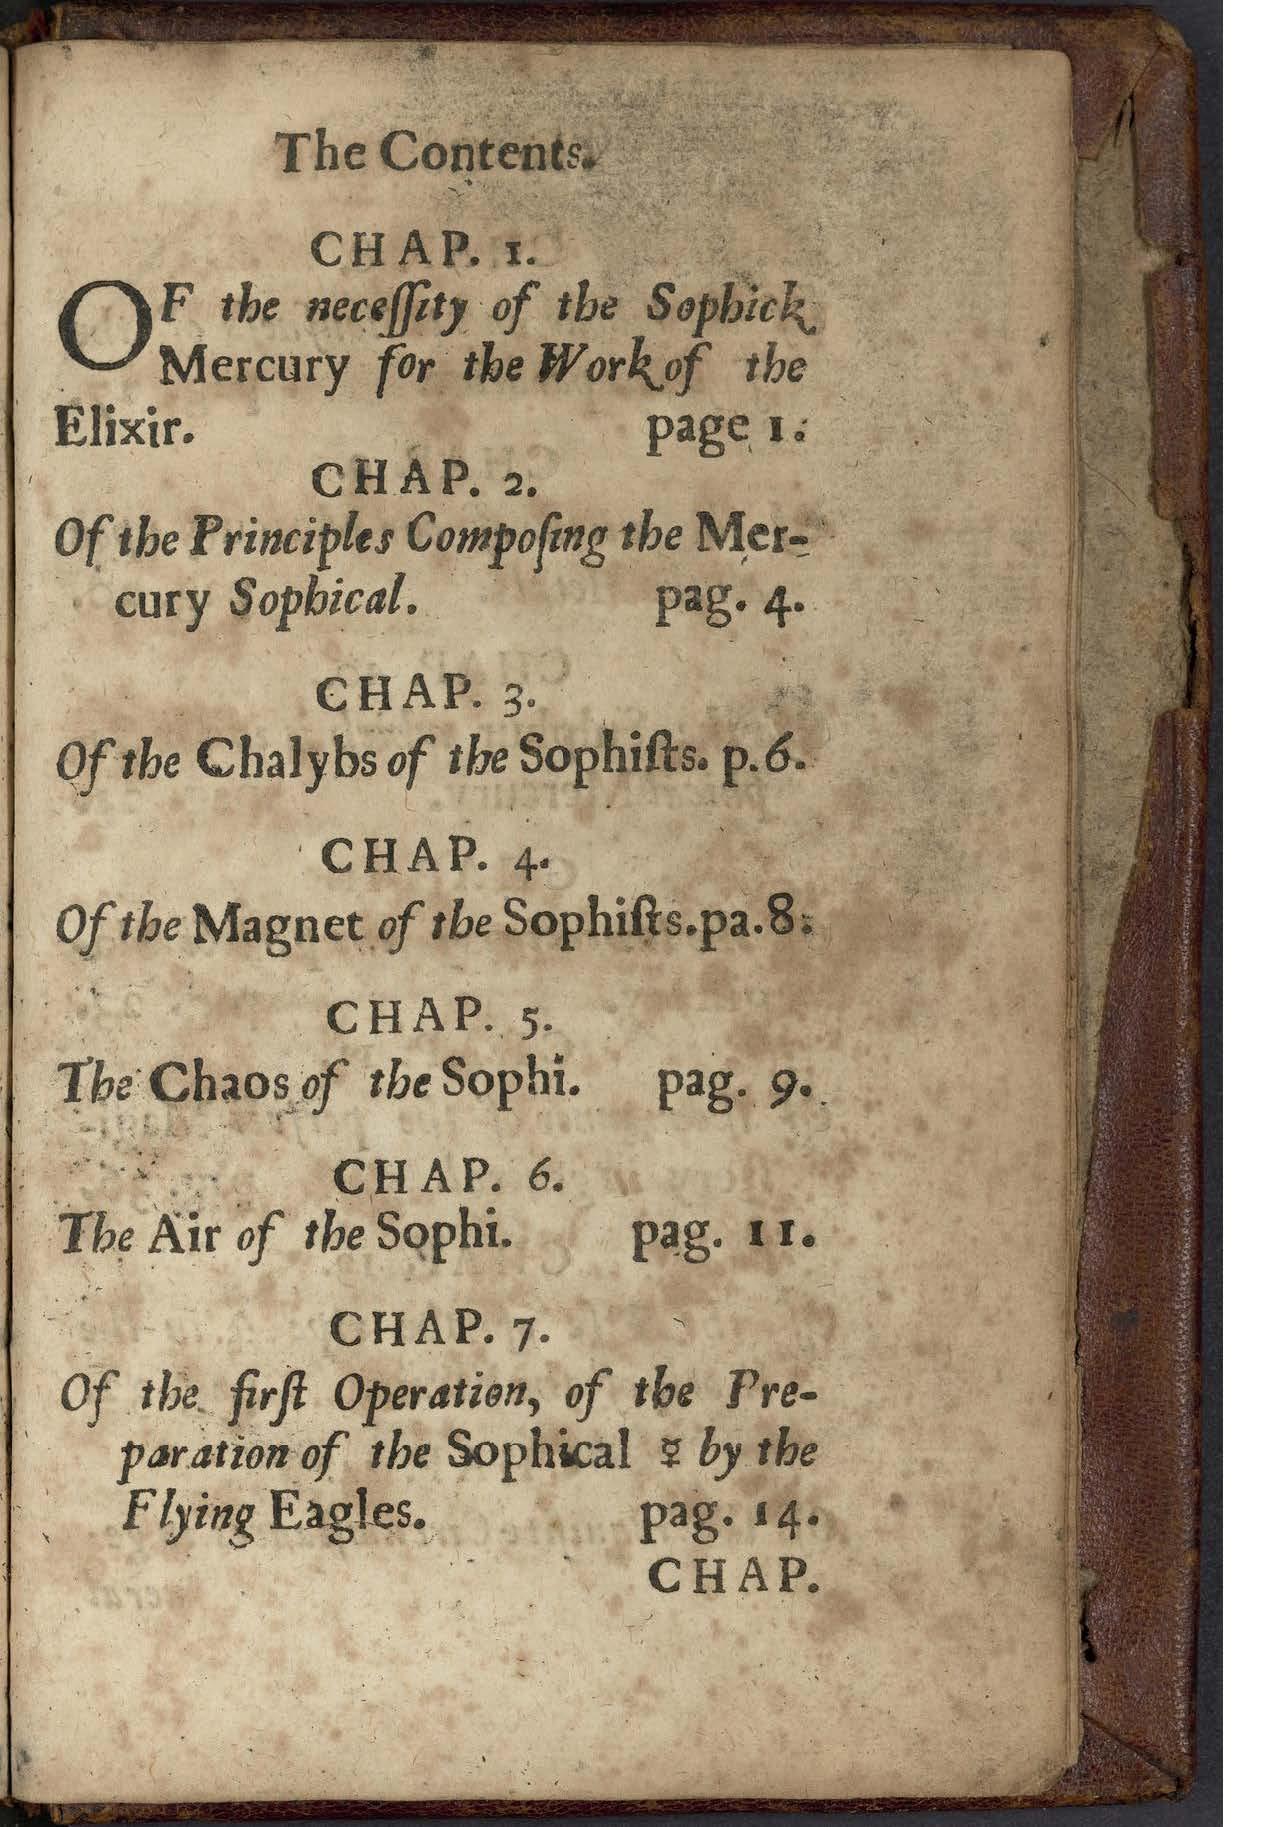 The Contents.
CHAP. 1.
OF the neceſſity of the Sophick
Mercury for the Work of the
Elixir. page 1.
CHAP. 2.
Of the Principles Compoſing the Mer-
cury Sophical. pag. 4.
CHAP. 3.
Of the Chalybs of the Sophiſts. p.6.
CHAP. 4.
Of the Magnet of the Sophiſts.pa.8.
CHAP. 5.
The Chaos of the Sophi. pag. 9.
CHAP. 6.
The Air of the Sophi. pag. 11.
CHAP. 7.
Of the firſt Operation, of the Pre-
paration of the Sophical ☿ by the
Flying Eagles. pag. 14.
CHAP.